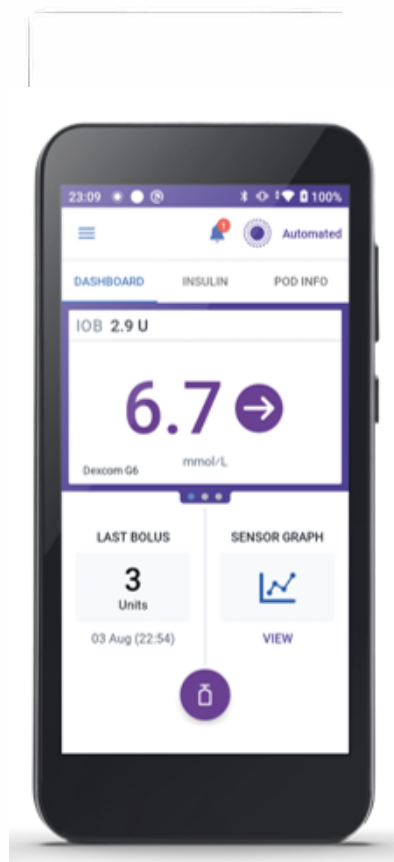 23:09 100%
1
Automated
DASHBOARD INSULIN POD INFO
IOB 2.9 U
6.7
mmol/L
Dexcom G6
LAST BOLUS SENSOR GRAPH
3
Units
03 Aug (22:54) VIEW